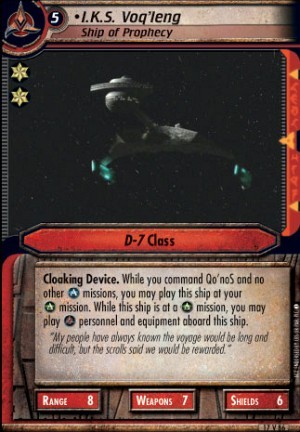 5
•I.K.S. Voq'leng
Ship of Prophecy
D-7 Class
Cloaking Device. While you command Qo'noS and no
other missions, you may play this ship at your
mission. While this ship is at a mission, you may
play personnel and equipment aboard this ship.
"My people have always known the voyage would be long and
difficult, but the scrolls said we would be rewarded."
RANGE 8
WEAPONS 7
SHIELDS 6